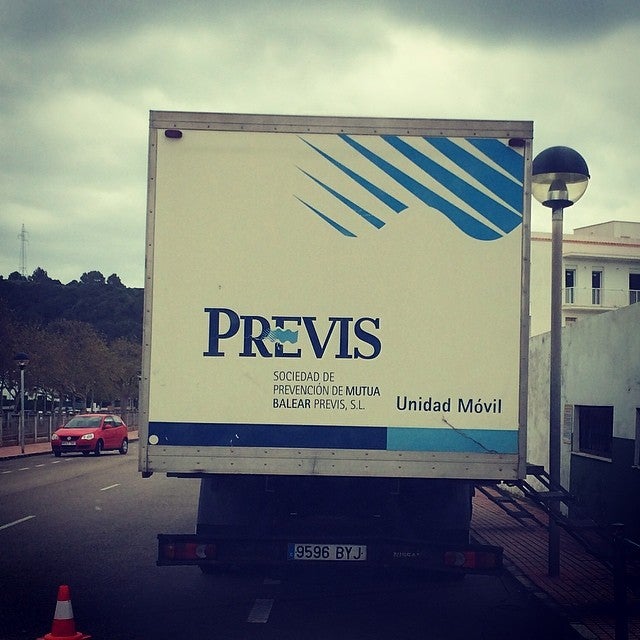 PREVIS
SOCIEDAD DE
PREVENCIÓN DE MUTUA
BALEAR PREVIS, S.L.
Unidad Móvil
9596 BYJ